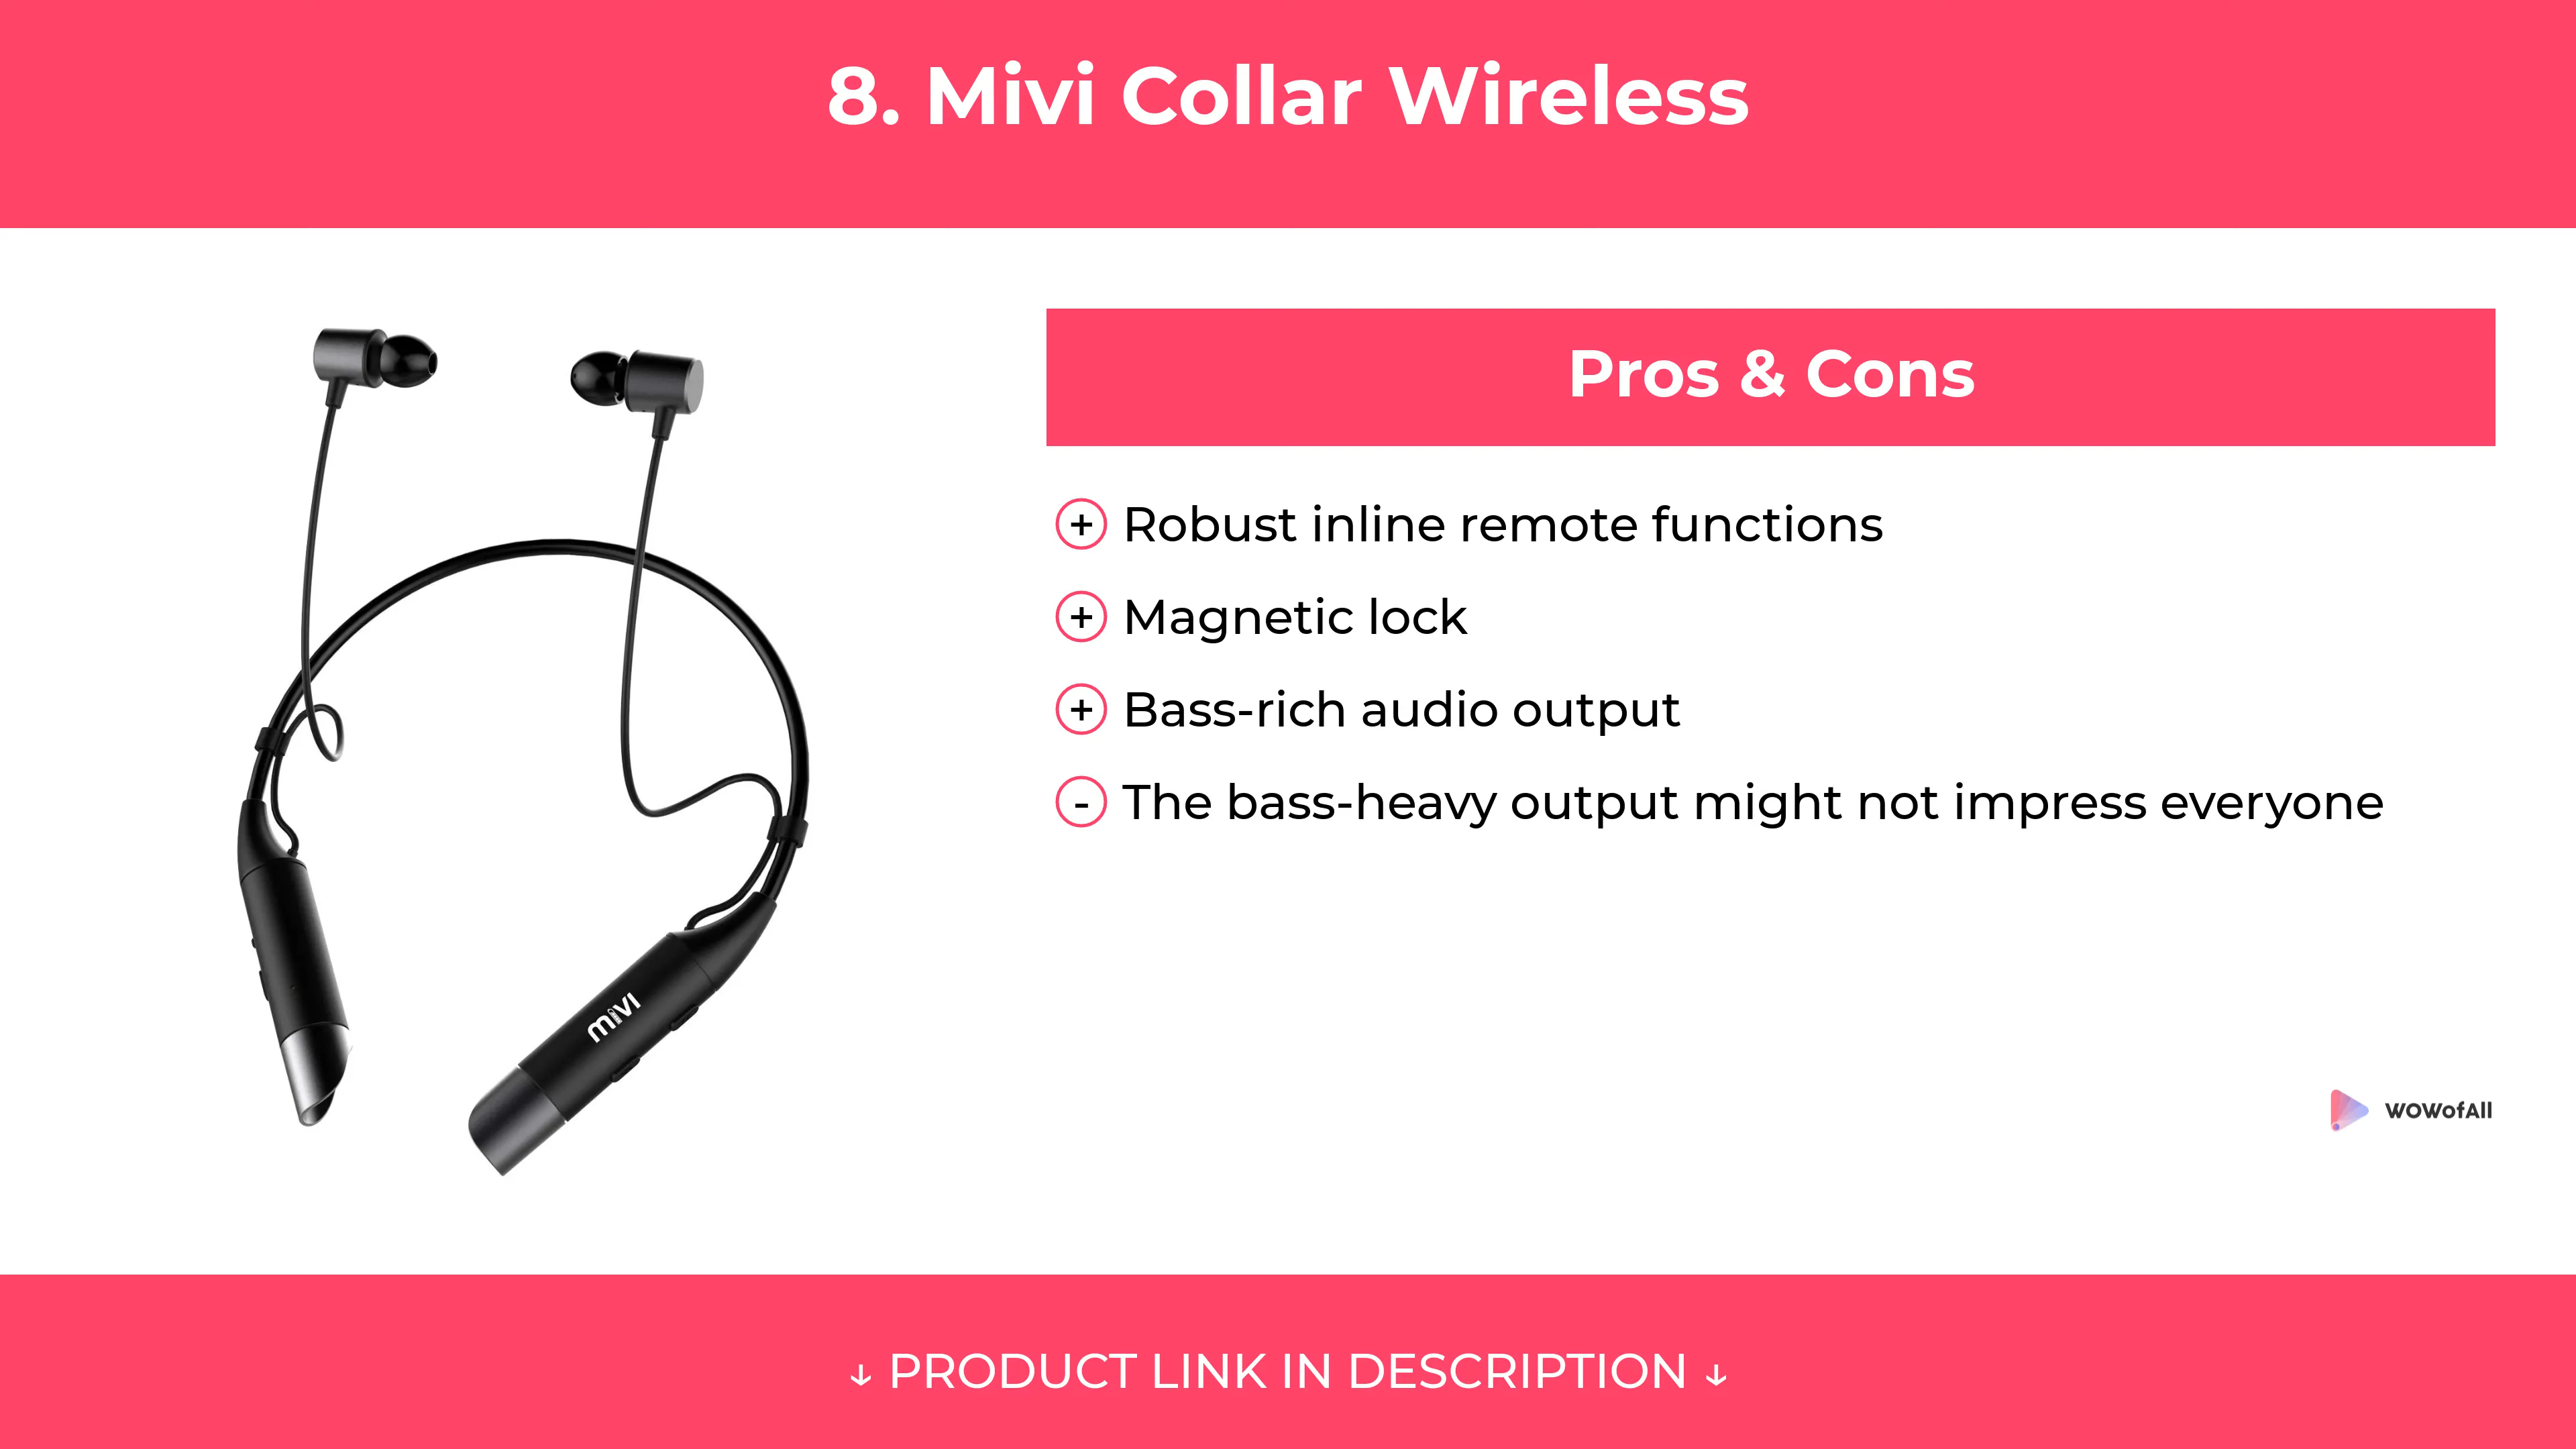 8. Mivi Collar Wireless
Pros & Cons
+ Robust inline remote functions
+ Magnetic lock
+ Bass-rich audio output
- The bass-heavy output might not impress everyone
mivi
WOWofAll
↓ PRODUCT LINK IN DESCRIPTION ↓